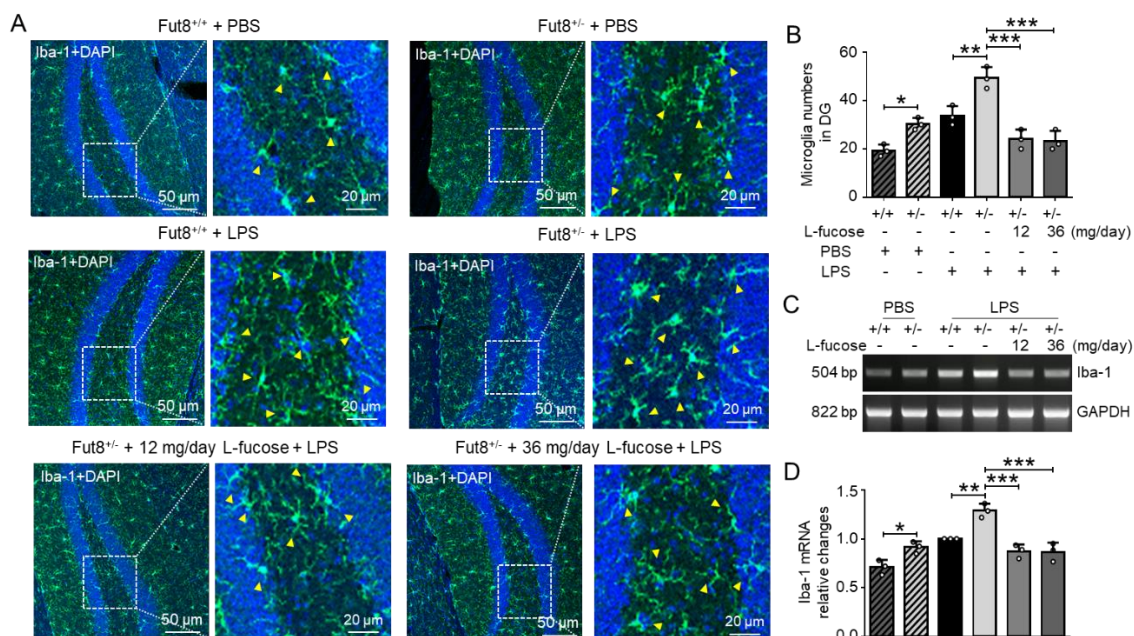 A
Fut8+/+ + PBS
Fut8+/- + PBS
Iba-1+DAPI
50 μm
20 μm
Iba-1+DAPI
50 μm
20 μm
Fut8+/+ + LPS
Fut8+/- + LPS
Iba-1+DAPI
50 μm
20 μm
Iba-1+DAPI
50 μm
20 μm
Fut8+/- + 12 mg/day L-fucose + LPS
Fut8+/- + 36 mg/day L-fucose + LPS
Iba-1+DAPI
50 μm
20 μm
Iba-1+DAPI
50 μm
20 μm
B
Microglia numbers
in DG
60
40
20
0
* ** *** ***
+/+ +/- +/+ +/- +/- +/-
L-fucose - - - - 12 36 (mg/day)
PBS + + - - - -
LPS - - + + + +
C
PBS LPS
+/+ +/- +/+ +/- +/- +/-
L-fucose - - - - 12 36 (mg/day)
504 bp Iba-1
822 bp GAPDH
D
Iba-1 mRNA
relative changes
1.5
1.0
0.5
0.0
* ** *** ***